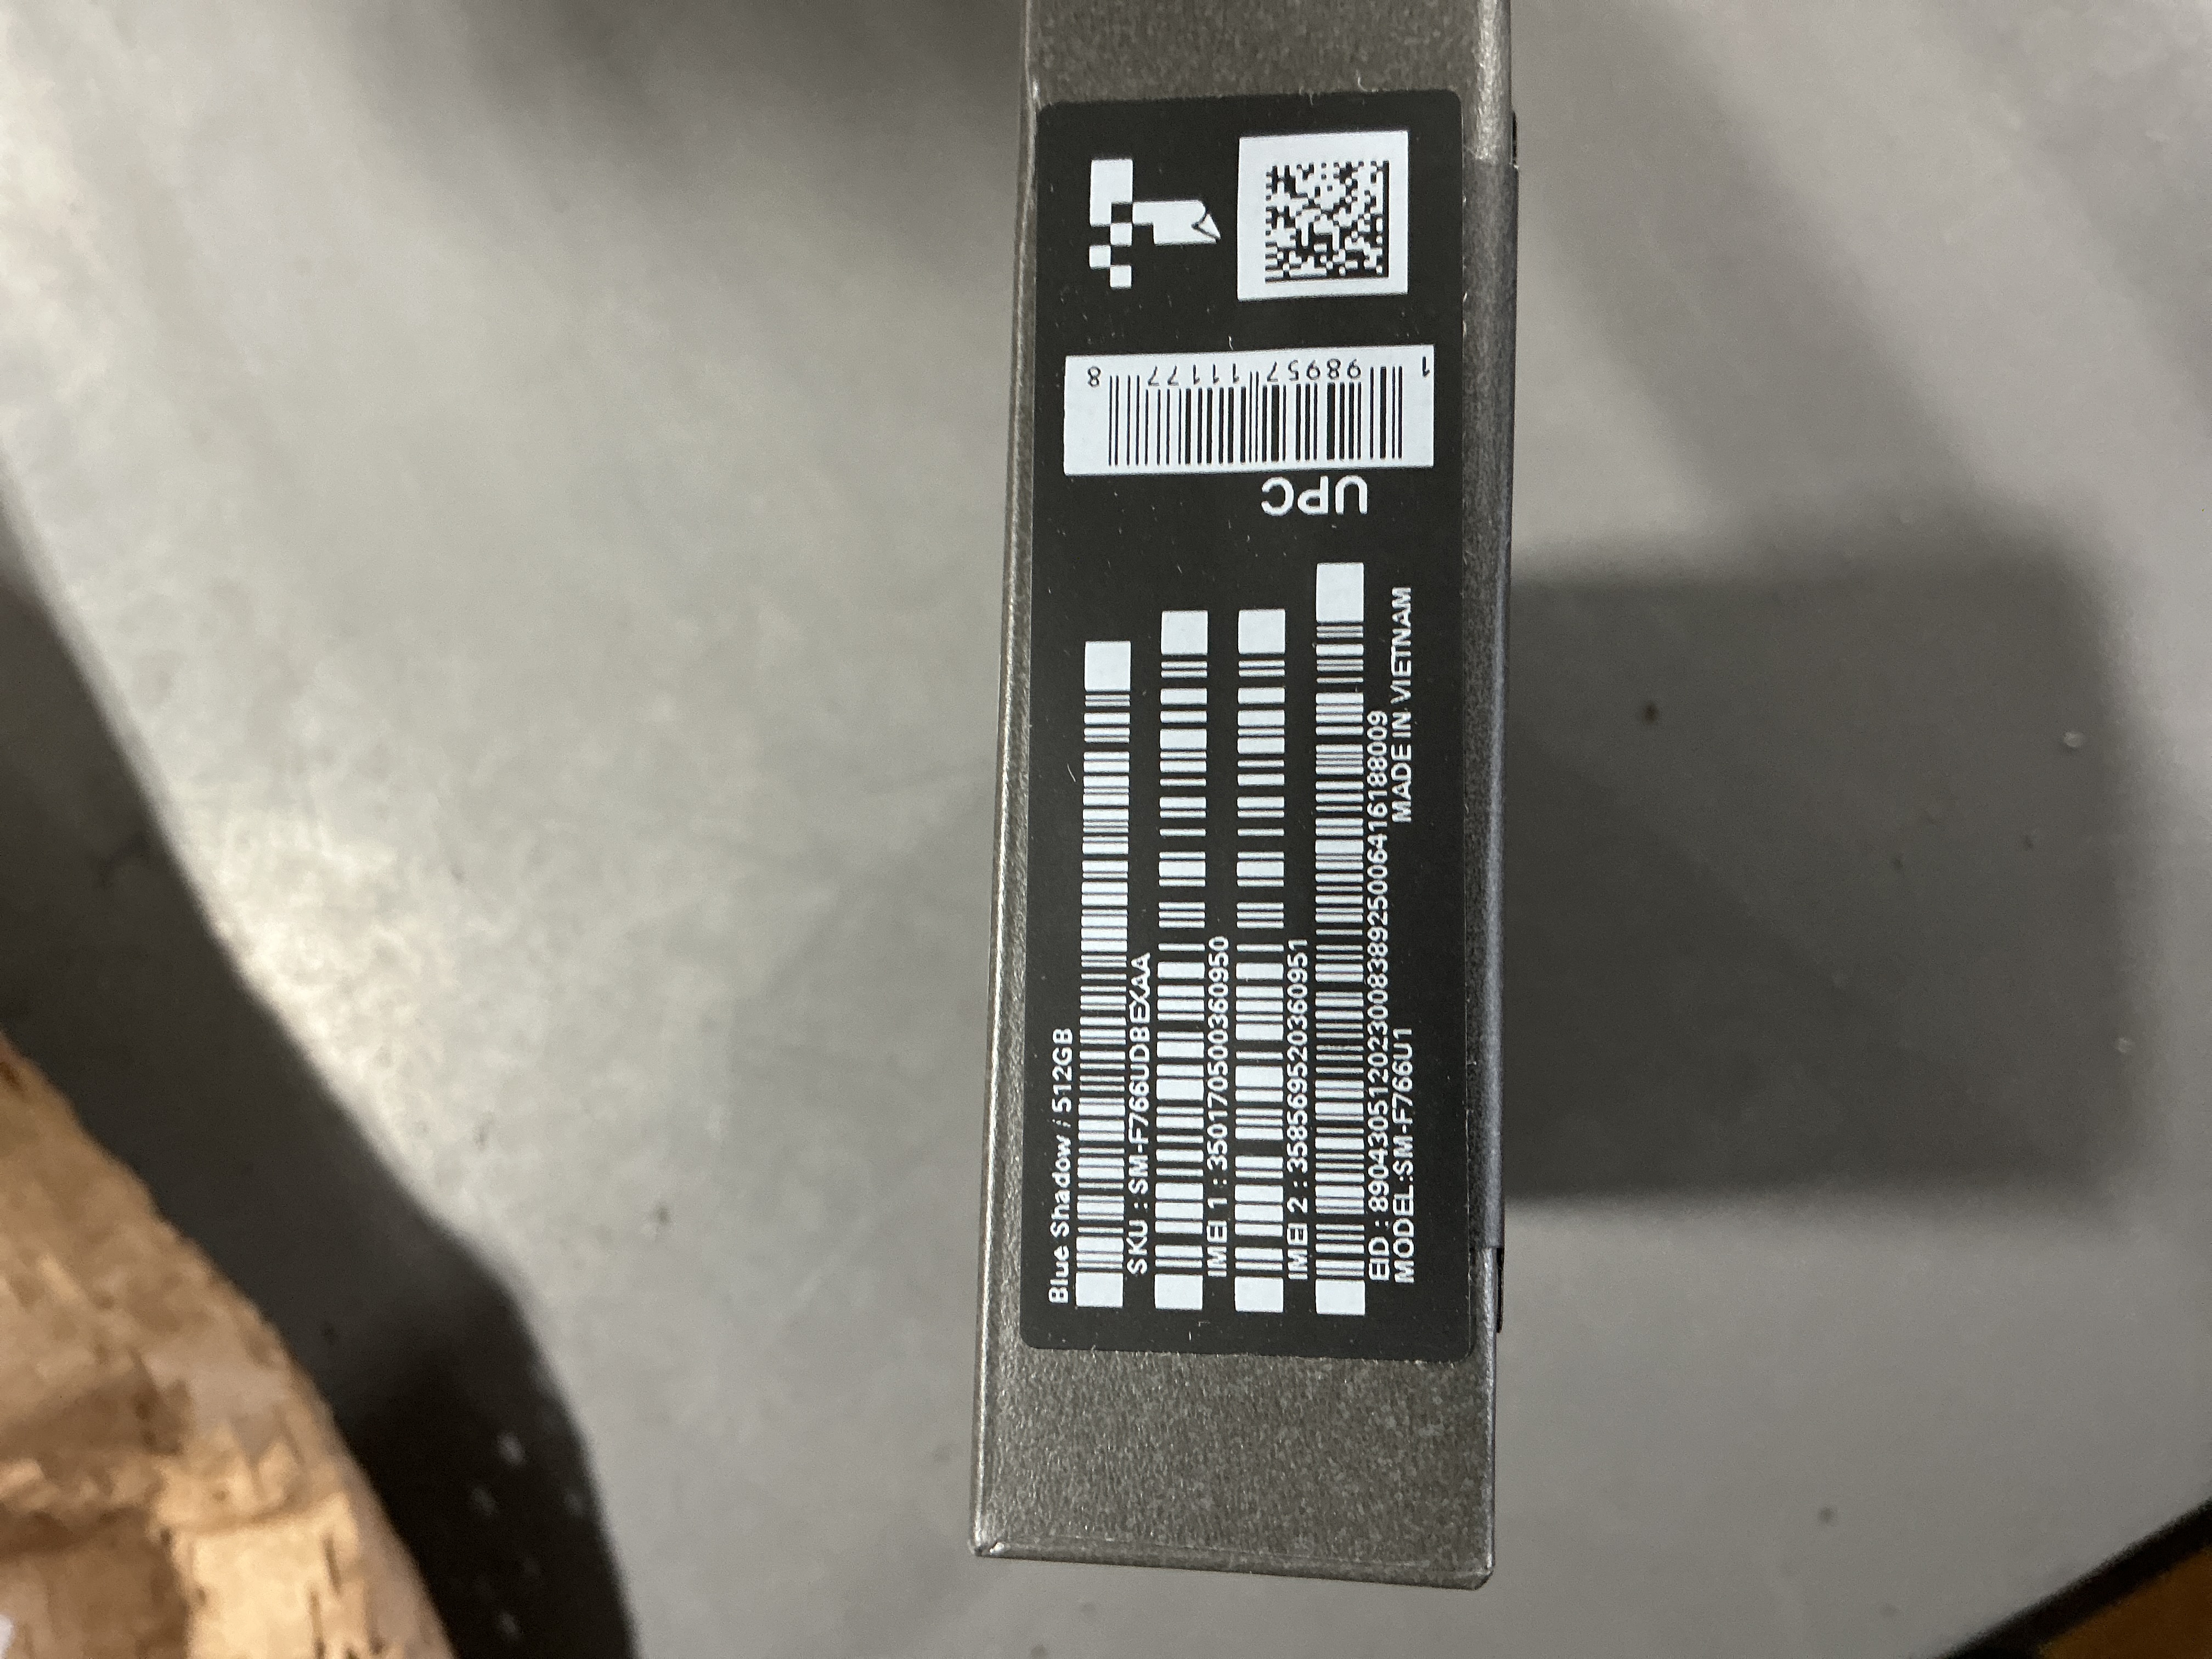 Blue Shadow / 512GB
SKU : SM-F766UDBEXAA
IMEI 1 : 350170500360950
IMEI 2 : 358569520360951
EID : 89043051202300838925006416188009
MODEL:SM-F766U1
MADE IN VIETNAM
UPC
1 98957 11177 8